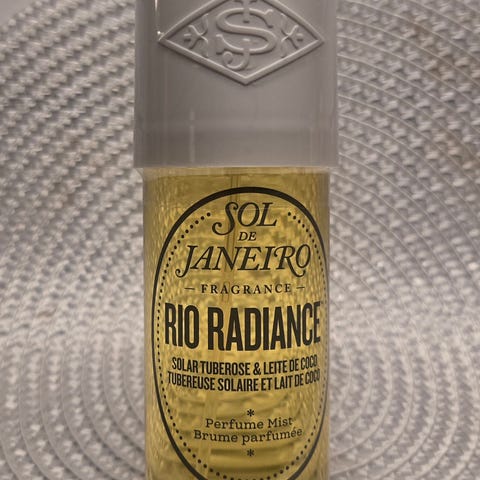 SOL
DE
JANEIRO
— FRAGRANCE —
RIO RADIANCE
SOLAR TUBEROSE & LEITE DE COCO
TUBEREUSE SOLAIRE ET LAIT DE COCO
*
Perfume Mist
Brume parfumée
*